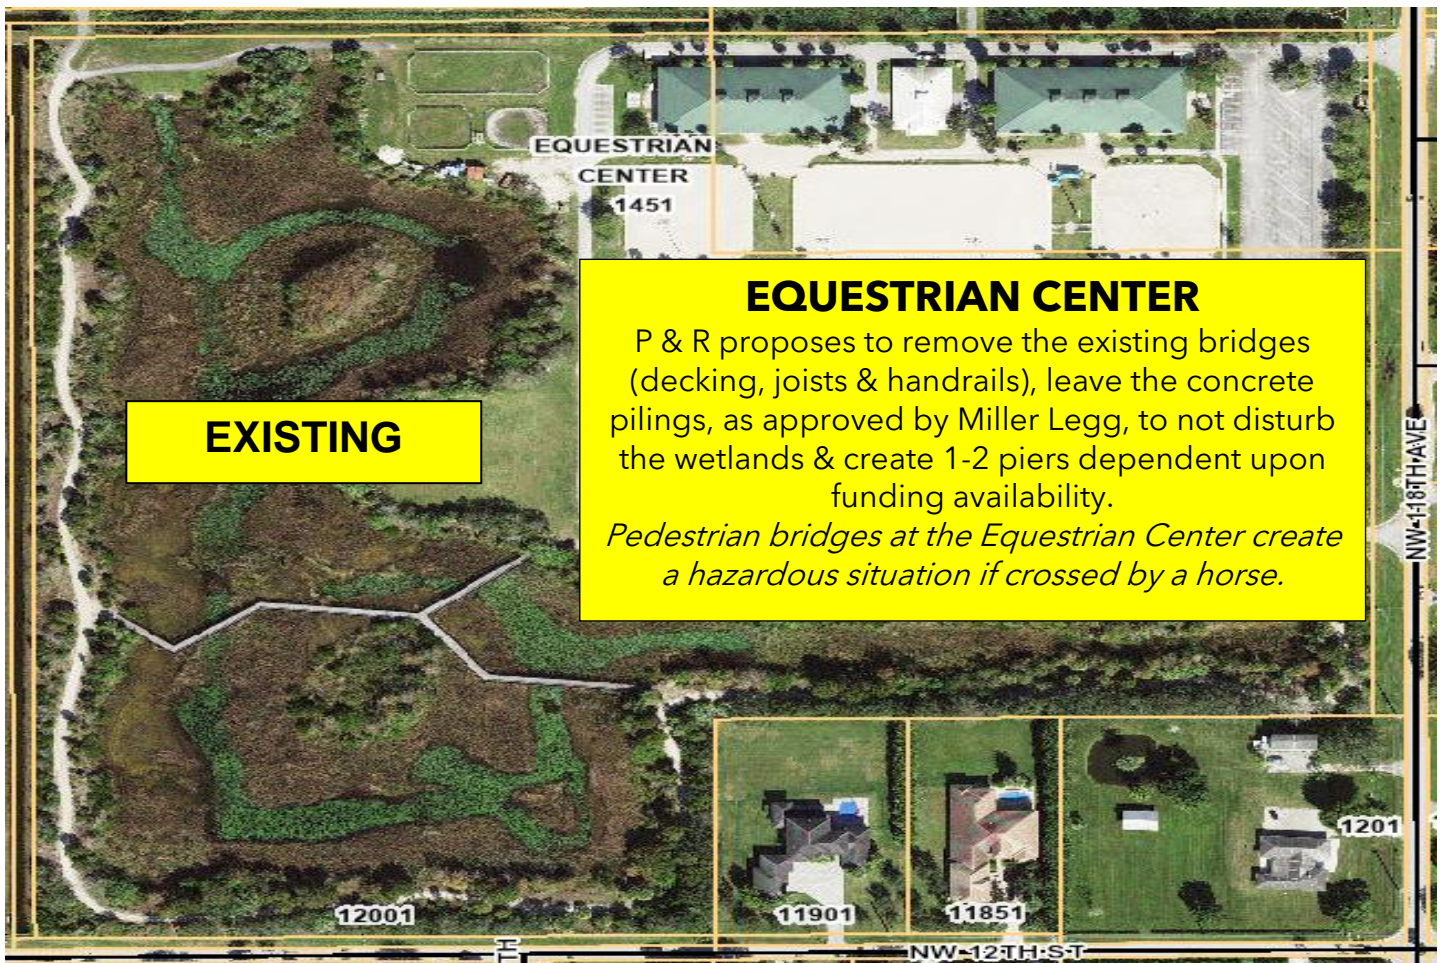 EQUESTRIAN
CENTER
1451
EQUESTRIAN CENTER
P & R proposes to remove the existing bridges
(decking, joists & handrails), leave the concrete
pilings, as approved by Miller Legg, to not disturb
the wetlands & create 1-2 piers dependent upon
funding availability.
Pedestrian bridges at the Equestrian Center create
a hazardous situation if crossed by a horse.
EXISTING
NW 118TH AVE
1201
12001
11901
11851
NW 12TH ST
TH